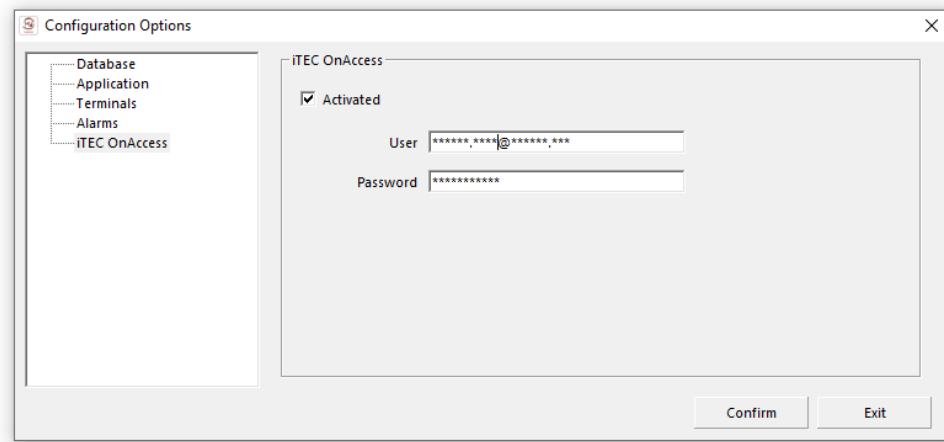 Configuration Options
Database
Application
Terminals
Alarms
iTEC OnAccess
iTEC OnAccess
Activated
User ******.****@******.***
Password ***********
Confirm Exit